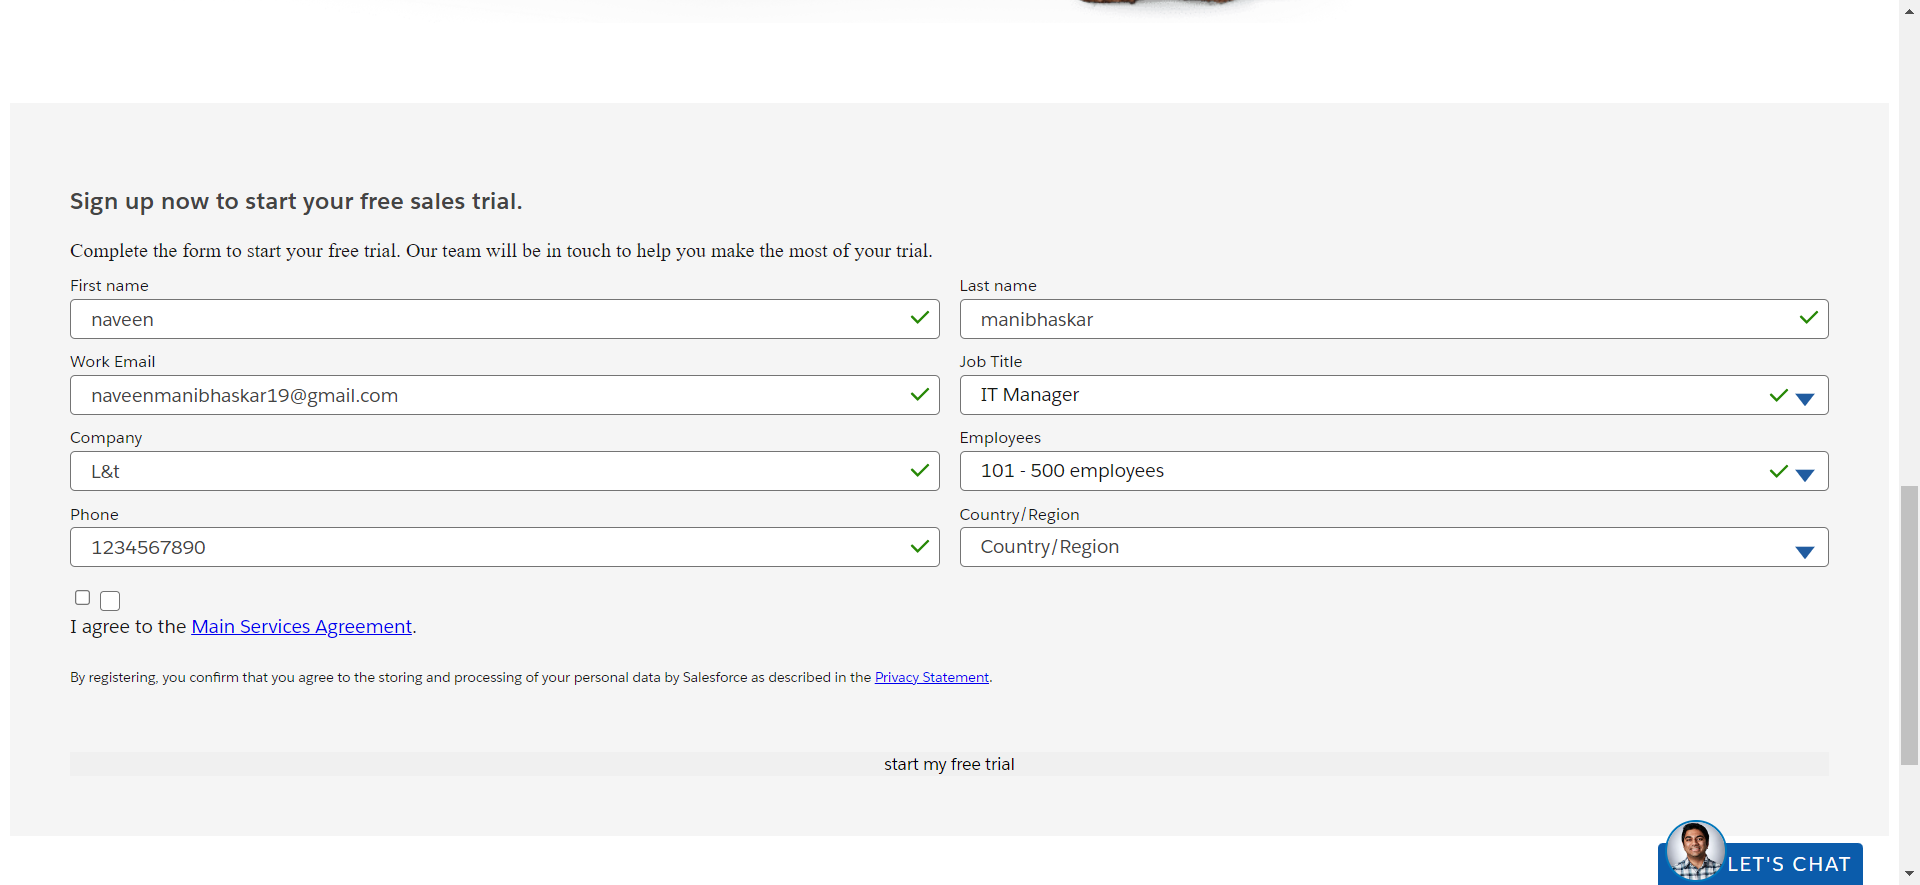 Sign up now to start your free sales trial.
Complete the form to start your free trial. Our team will be in touch to help you make the most of your trial.
First name
Last name
naveen
manibhaskar
Work Email
Job Title
naveenmanibhaskar19@gmail.com
IT Manager
Company
Employees
L&t
101 - 500 employees
Phone
Country/Region
1234567890
Country/Region
I agree to the Main Services Agreement.
By registering, you confirm that you agree to the storing and processing of your personal data by Salesforce as described in the Privacy Statement.
start my free trial
LET'S CHAT